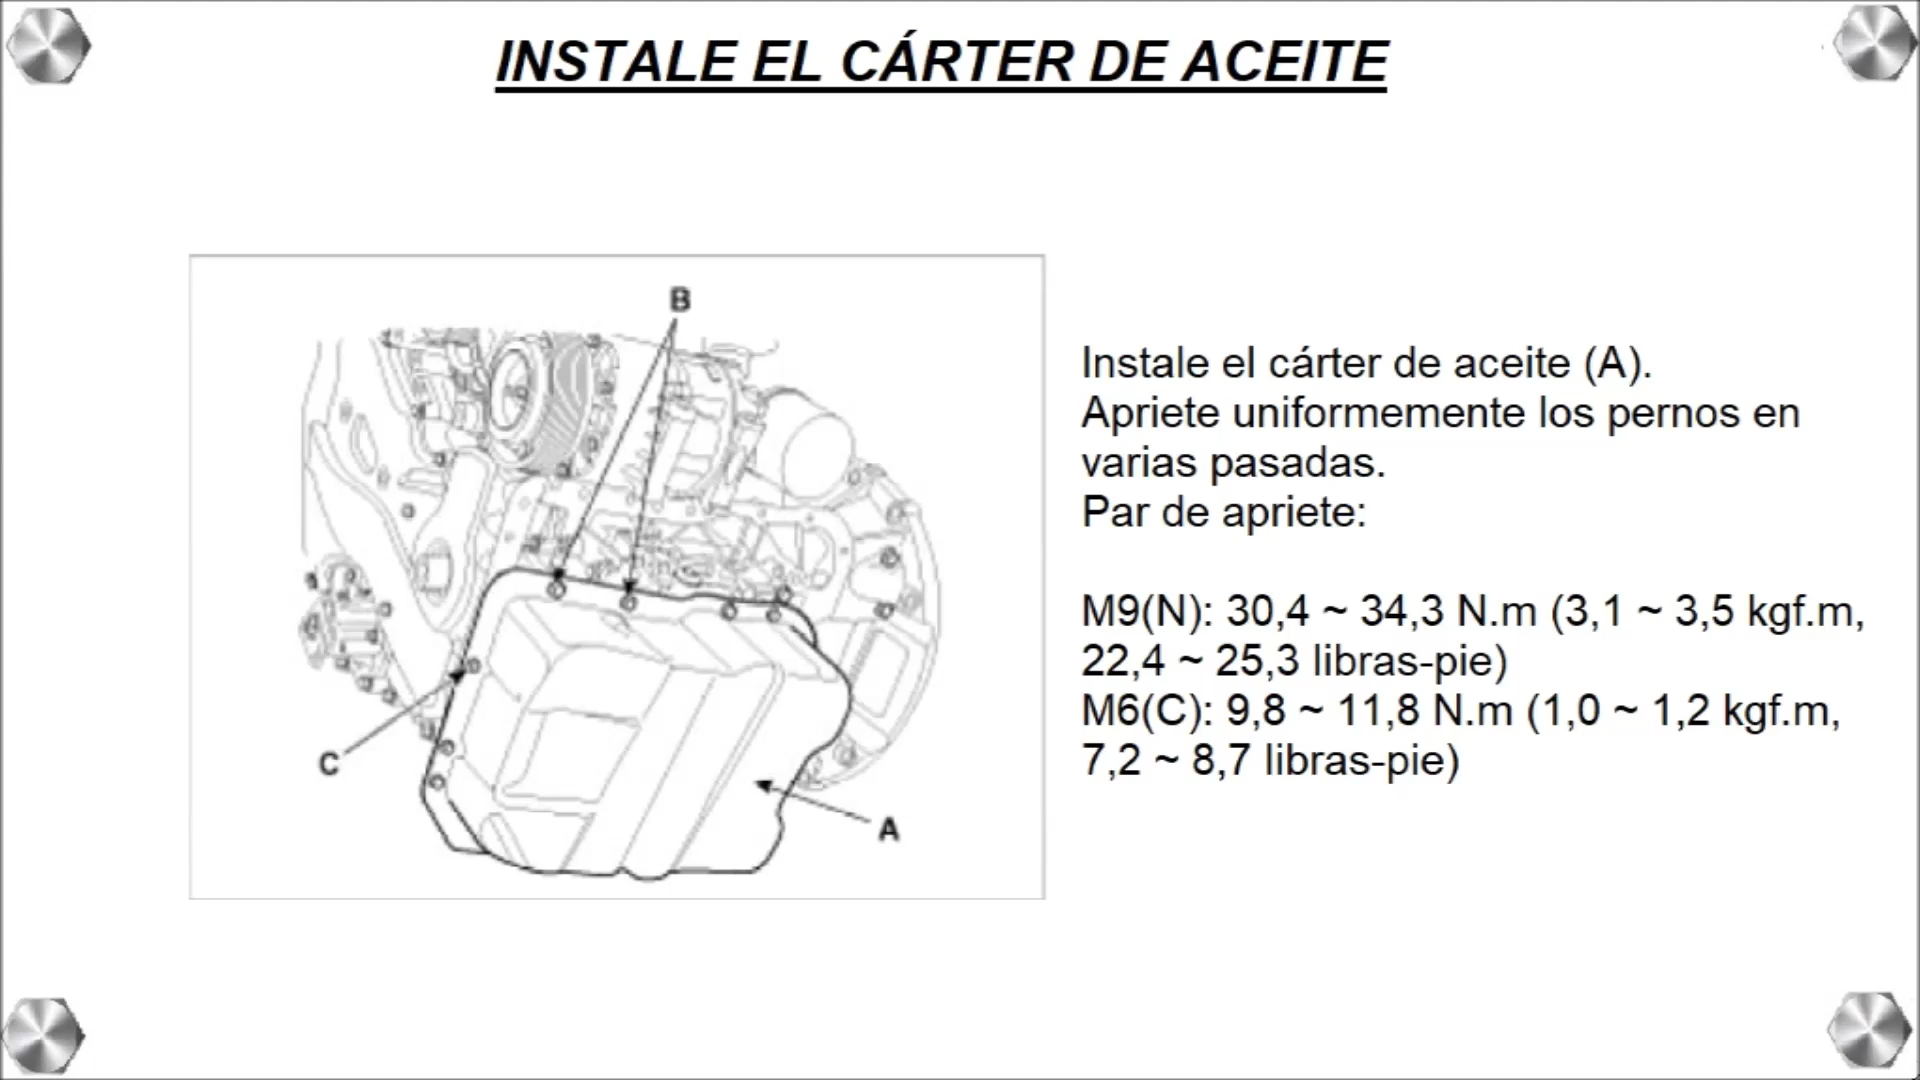 INSTALE EL CÁRTER DE ACEITE
B
C
A
Instale el cárter de aceite (A).
Apriete uniformemente los pernos en
varias pasadas.
Par de apriete:
M9(N): 30,4 ~ 34,3 N.m (3,1 ~ 3,5 kgf.m,
22,4 ~ 25,3 libras-pie)
M6(C): 9,8 ~ 11,8 N.m (1,0 ~ 1,2 kgf.m,
7,2 ~ 8,7 libras-pie)